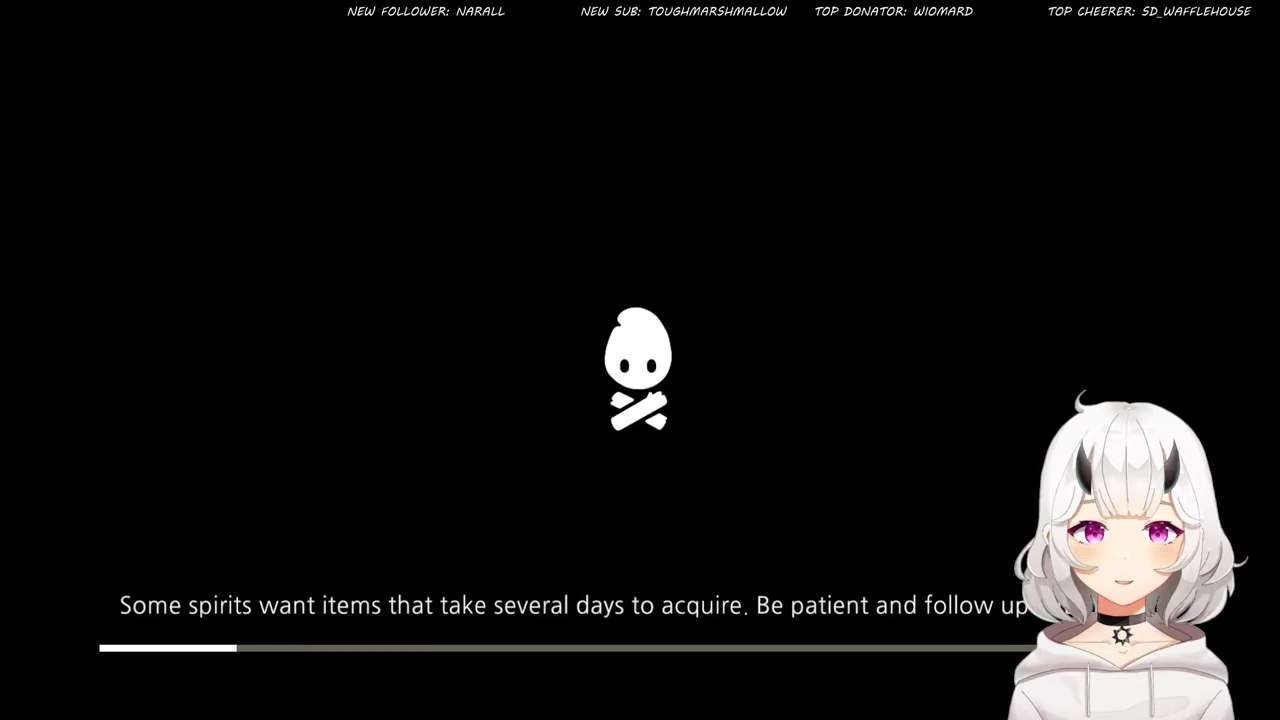 NEW FOLLOWER: NARALL NEW SUB: TOUGHMARSHMALLOW TOP DONATOR: WIOMARD TOP CHEERER: SD_WAFFLEHOUSE
Some spirits want items that take several days to acquire. Be patient and follow up